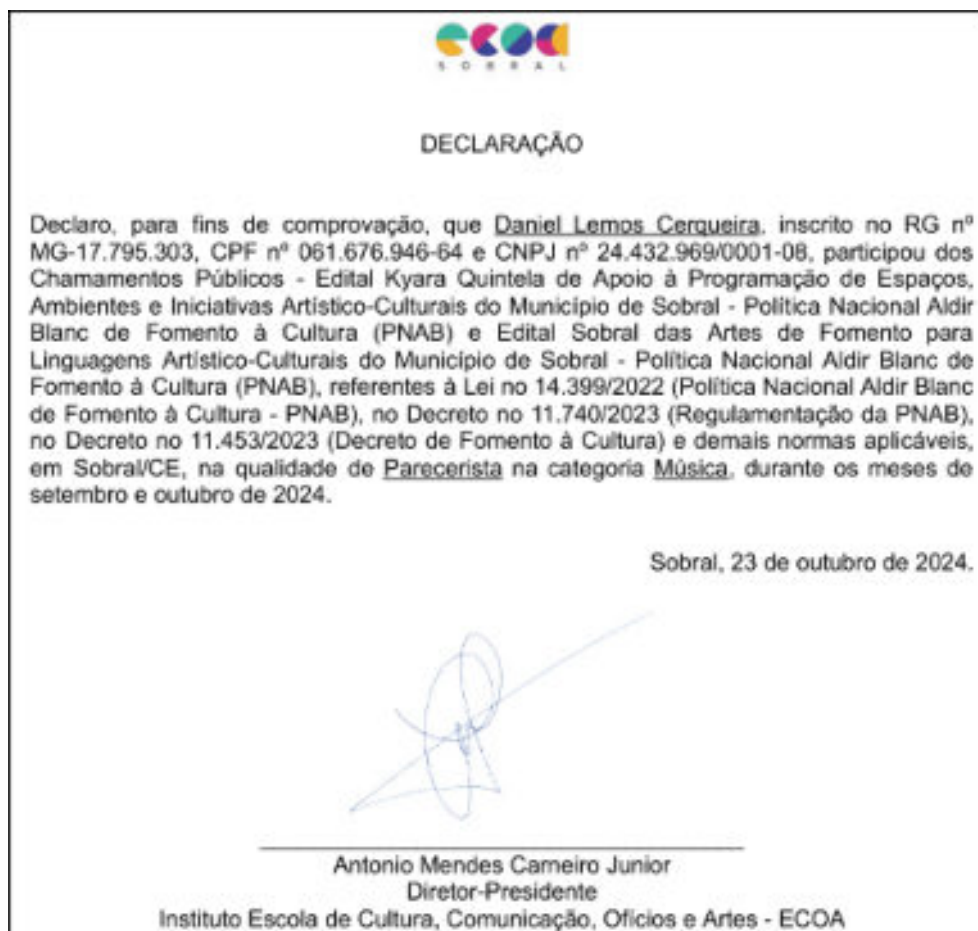 ecoa
SOBRAL
DECLARAÇÃO
Declaro, para fins de comprovação, que Daniel Lemos Cerqueira, inscrito no RG nº
MG-17.795.303, CPF nº 061.676.946-64 e CNPJ nº 24.432.969/0001-08, participou dos
Chamamentos Públicos - Edital Kyara Quintela de Apoio à Programação de Espaços,
Ambientes e Iniciativas Artístico-Culturais do Município de Sobral - Política Nacional Aldir
Blanc de Fomento à Cultura (PNAB) e Edital Sobral das Artes de Fomento para
Linguagens Artístico-Culturais do Município de Sobral - Política Nacional Aldir Blanc de
Fomento à Cultura (PNAB), referentes à Lei no 14.399/2022 (Política Nacional Aldir Blanc
de Fomento à Cultura - PNAB), no Decreto no 11.740/2023 (Regulamentação da PNAB),
no Decreto no 11.453/2023 (Decreto de Fomento à Cultura) e demais normas aplicáveis,
em Sobral/CE, na qualidade de Parecerista na categoria Música, durante os meses de
setembro e outubro de 2024.
Sobral, 23 de outubro de 2024.
Antonio Mendes Carneiro Junior
Diretor-Presidente
Instituto Escola de Cultura, Comunicação, Ofícios e Artes - ECOA